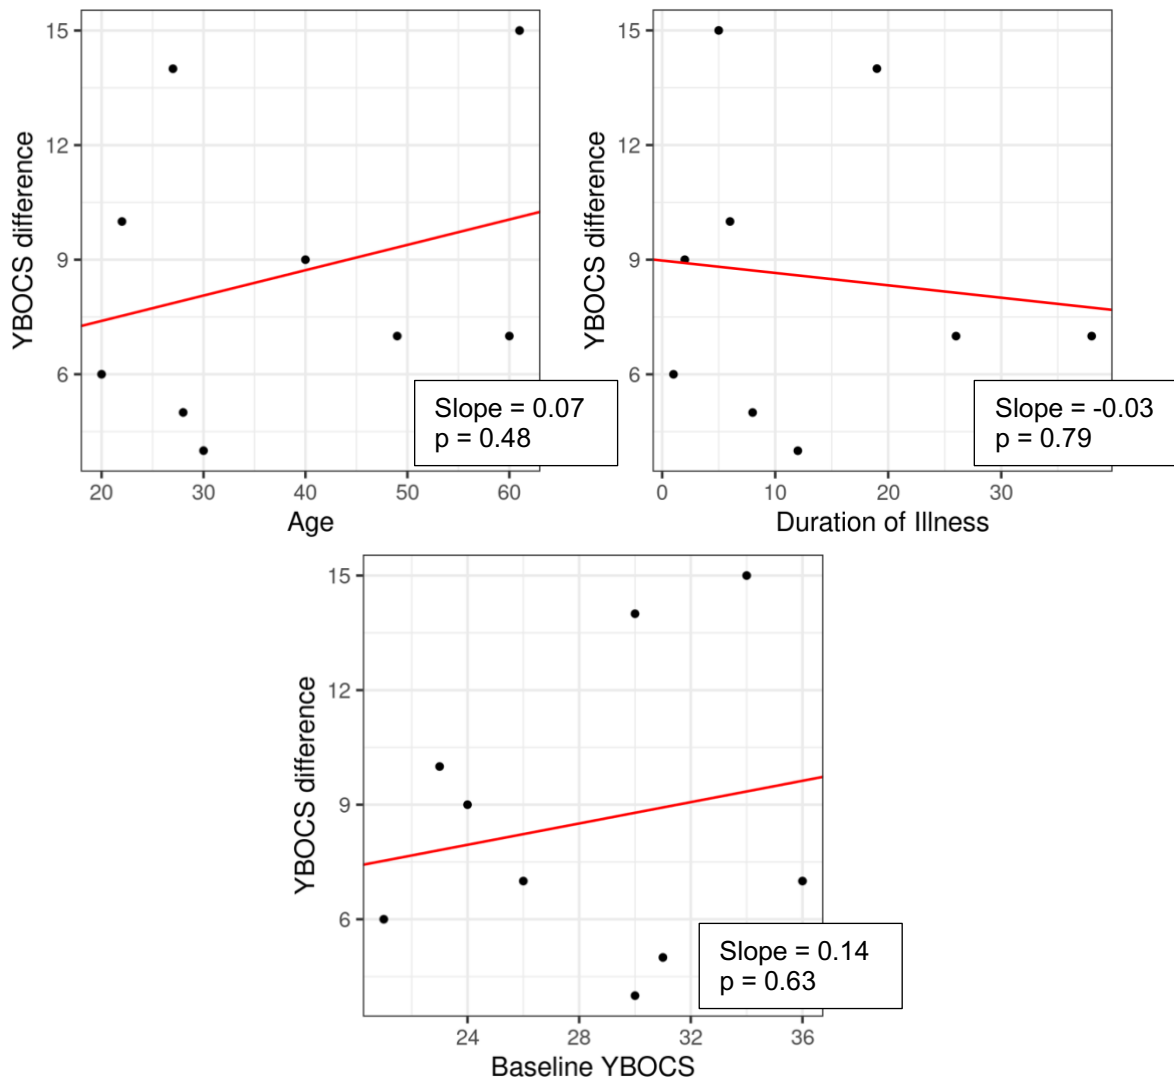 YBOCS difference
15
12
9
6
20 30 40 50 60
Age
Slope = 0.07
p = 0.48
YBOCS difference
15
12
9
6
0 10 20 30
Duration of Illness
Slope = -0.03
p = 0.79
YBOCS difference
15
12
9
6
24 28 32 36
Baseline YBOCS
Slope = 0.14
p = 0.63